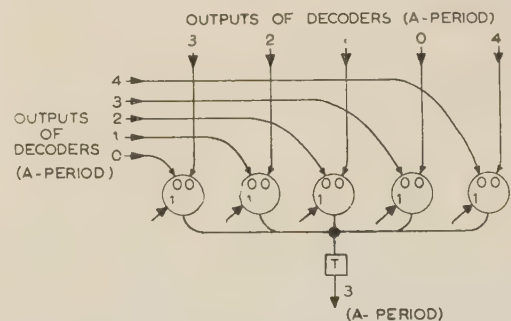 OUTPUTS OF DECODERS (A-PERIOD)
3 2 1 0 4
4
3
OUTPUTS 2
OF 1
DECODERS 0
(A-PERIOD)
00 00 00 00 00
1 1 1 1 1
T
3
(A- PERIOD)